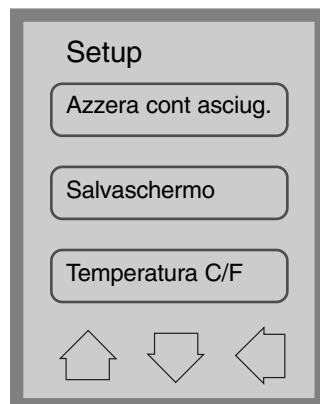 Setup
Azzera cont asciug.
Salvaschermo
Temperatura C/F